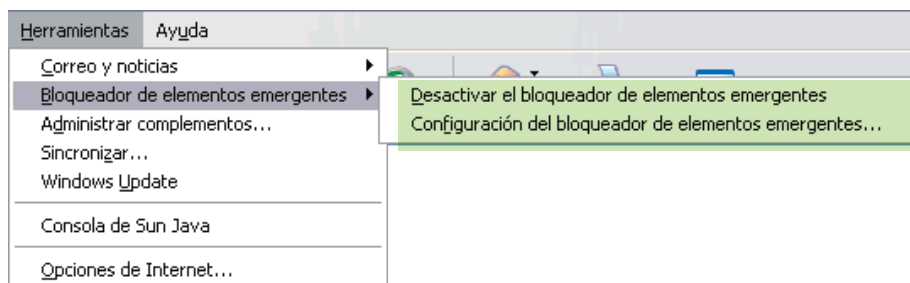 Herramientas Ayuda
Correo y noticias
Bloqueador de elementos emergentes
Desactivar el bloqueador de elementos emergentes
Configuración del bloqueador de elementos emergentes...
Administrar complementos...
Sincronizar...
Windows Update
Consola de Sun Java
Opciones de Internet...